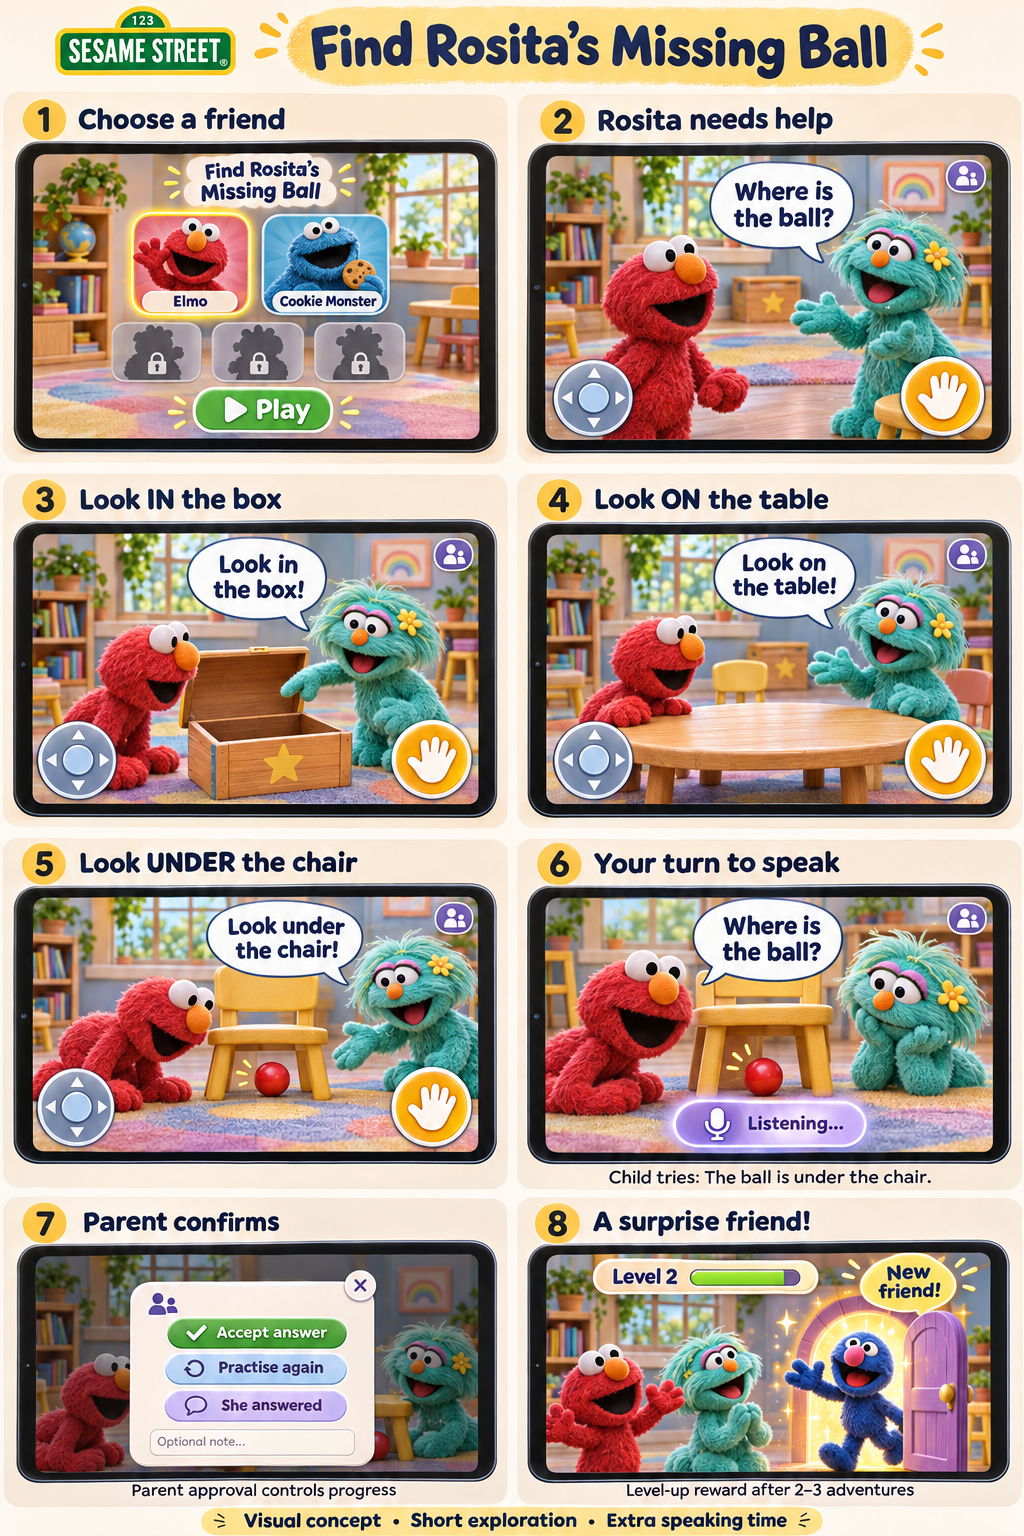 123
SESAME STREET®
Find Rosita's Missing Ball
1 Choose a friend
Find Rosita's
Missing Ball
Elmo
Cookie Monster
Play
2 Rosita needs help
Where is
the ball?
3 Look IN the box
Look in
the box!
4 Look ON the table
Look on
the table!
5 Look UNDER the chair
Look under
the chair!
6 Your turn to speak
Where is
the ball?
Listening...
Child tries: The ball is under the chair.
7 Parent confirms
Accept answer
Practise again
She answered
Optional note...
Parent approval controls progress
8 A surprise friend!
Level 2
New
friend!
Level-up reward after 2–3 adventures
Visual concept • Short exploration • Extra speaking time